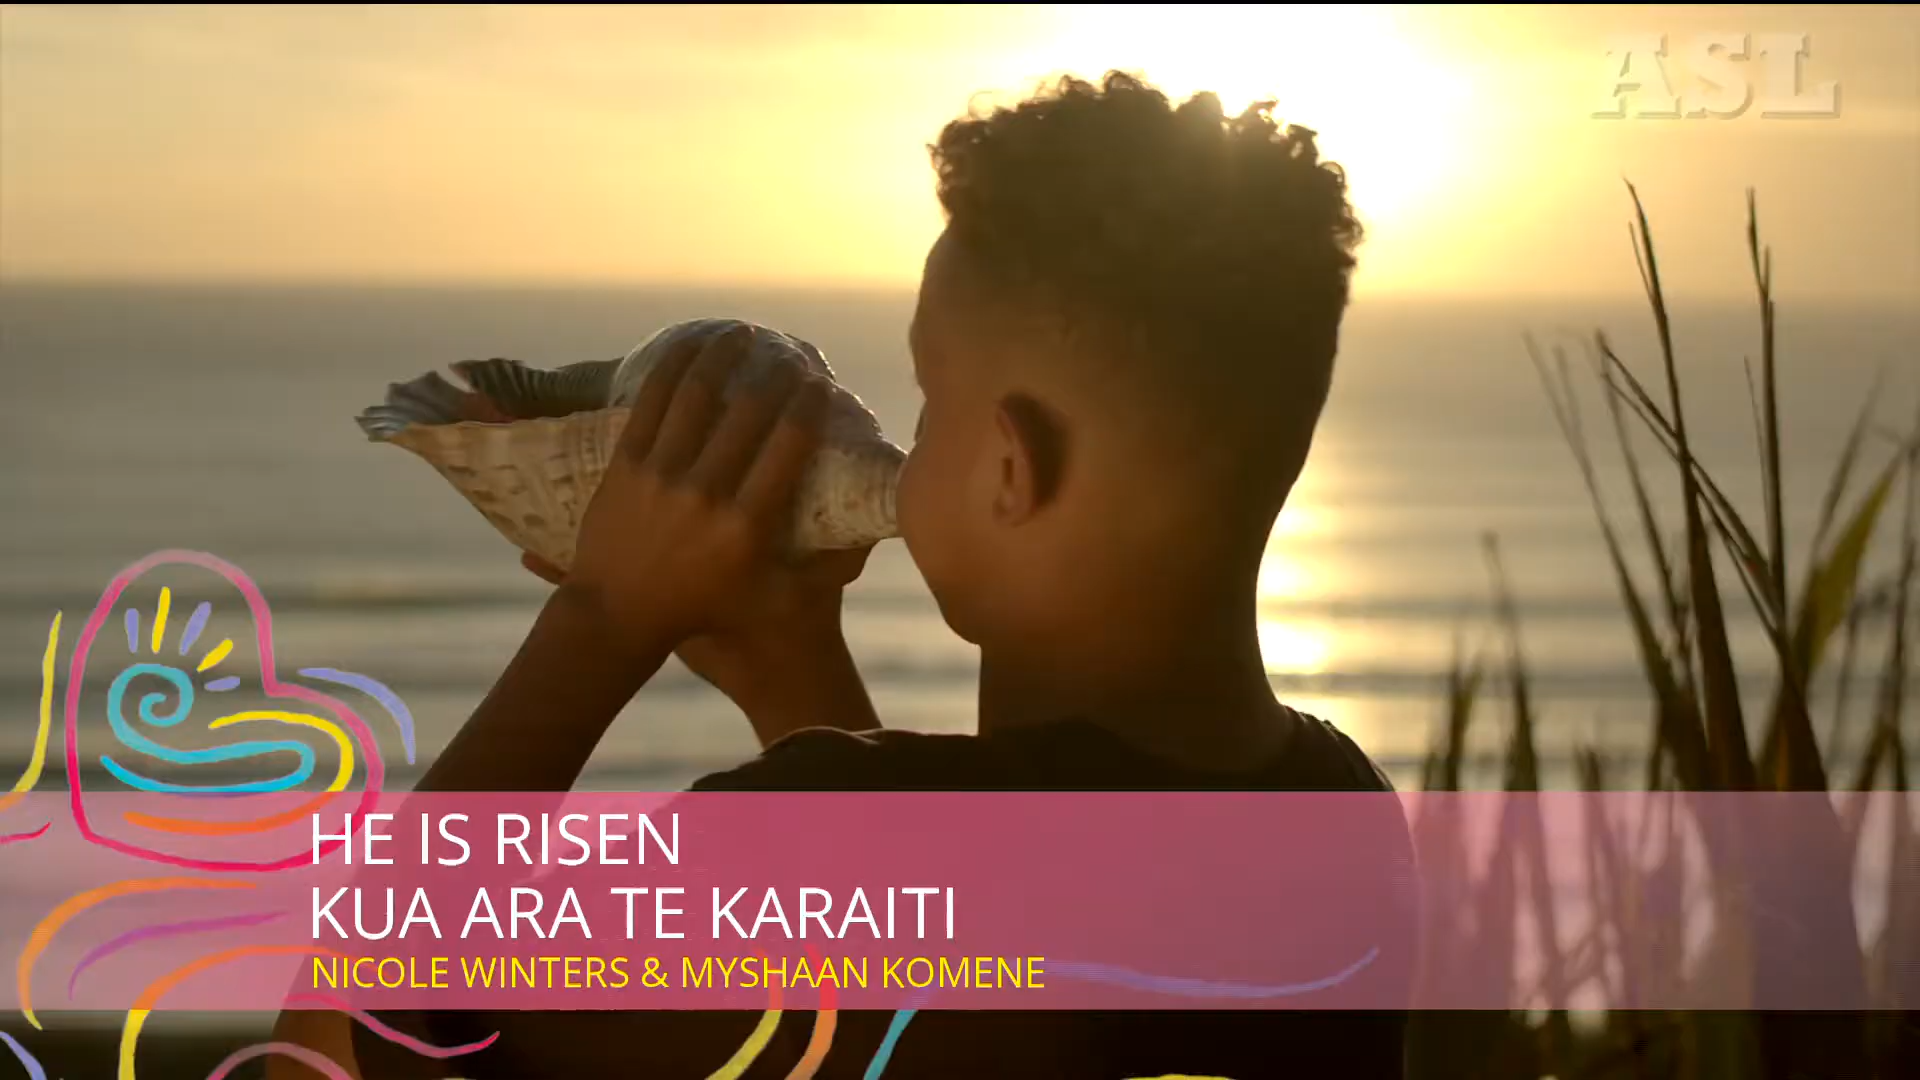 ASL
HE IS RISEN
KUA ARA TE KARAITI
NICOLE WINTERS & MYSHAAN KOMENE